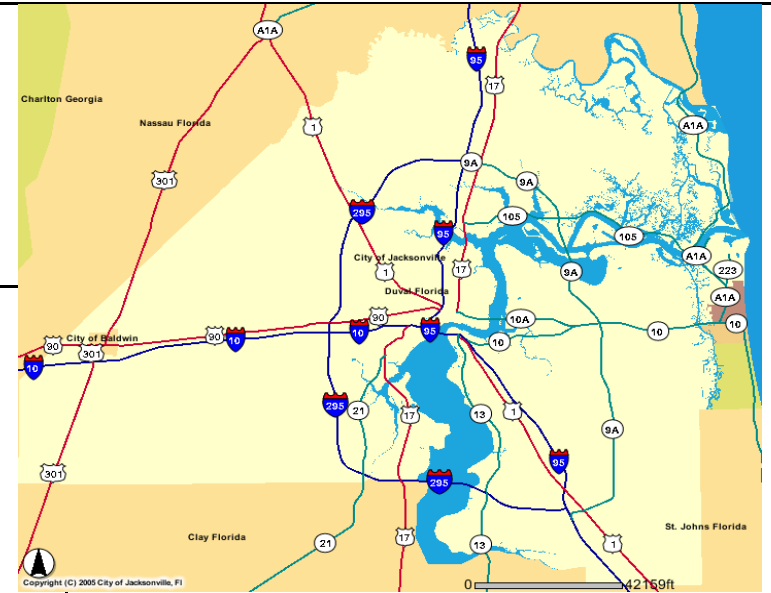 A1A
95
17
Charlton Georgia
Nassau Florida
1
A1A
301
9A
9A
295
105
95
105
City of Jacksonville
A1A
1
17
9A
223
Duval Florida
A1A
90
10A
10
90
10
10
95
10
City of Baldwin
90
301
10
10
295
21
17
13
1
9A
95
301
295
St. Johns Florida
Clay Florida
17
21
13
1
Copyright (C) 2005 City of Jacksonville, Fl
0
42159ft